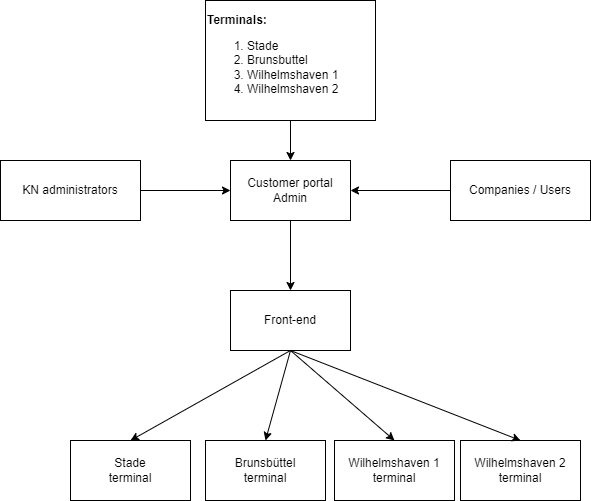 Terminals:
1. Stade
2. Brunsbuttel
3. Wilhelmshaven 1
4. Wilhelmshaven 2
KN administrators
Customer portal
Admin
Companies / Users
Front-end
Stade
terminal
Brunsbüttel
terminal
Wilhelmshaven 1
terminal
Wilhelmshaven 2
terminal